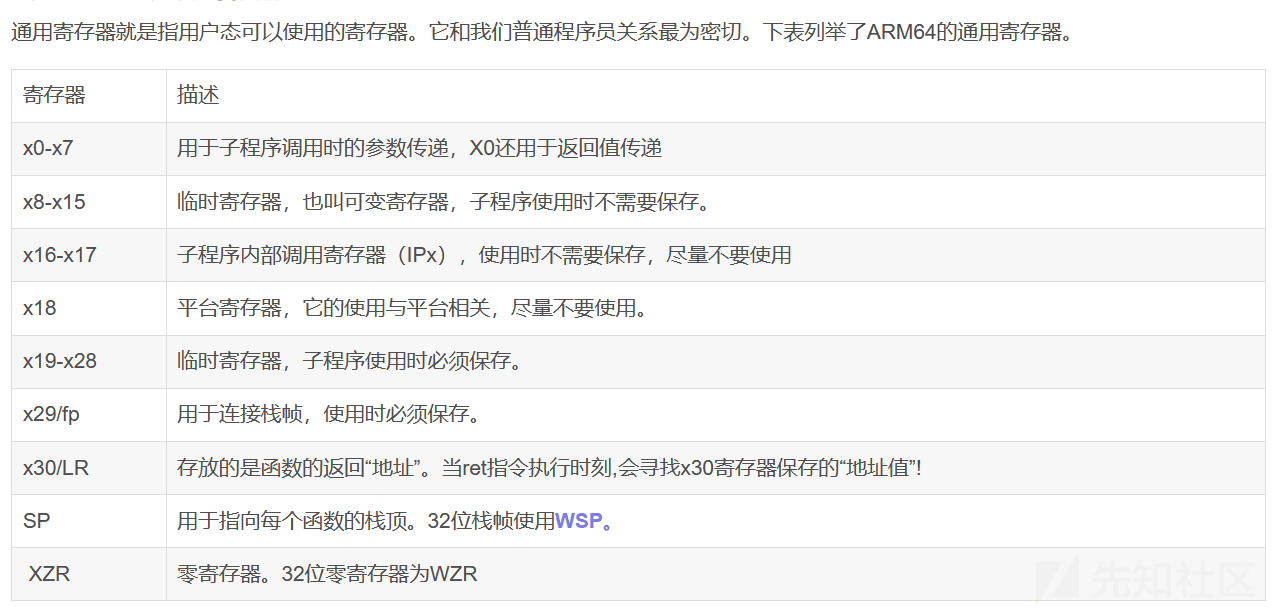 通用寄存器就是指用户态可以使用的寄存器。它和我们普通程序员关系最为密切。下表列举了ARM64的通用寄存器。
寄存器 描述
x0-x7 用于子程序调用时的参数传递，X0还用于返回值传递
x8-x15 临时寄存器，也叫可变寄存器，子程序使用时不需要保存。
x16-x17 子程序内部调用寄存器（IPx），使用时不需要保存，尽量不要使用
x18 平台寄存器，它的使用与平台相关，尽量不要使用。
x19-x28 临时寄存器，子程序使用时必须保存。
x29/fp 用于连接栈帧，使用时必须保存。
x30/LR 存放的是函数的返回“地址”。当ret指令执行时刻,会寻找x30寄存器保存的“地址值”!
SP 用于指向每个函数的栈顶。32位栈帧使用WSP。
XZR 零寄存器。32位零寄存器为WZR
先知社区